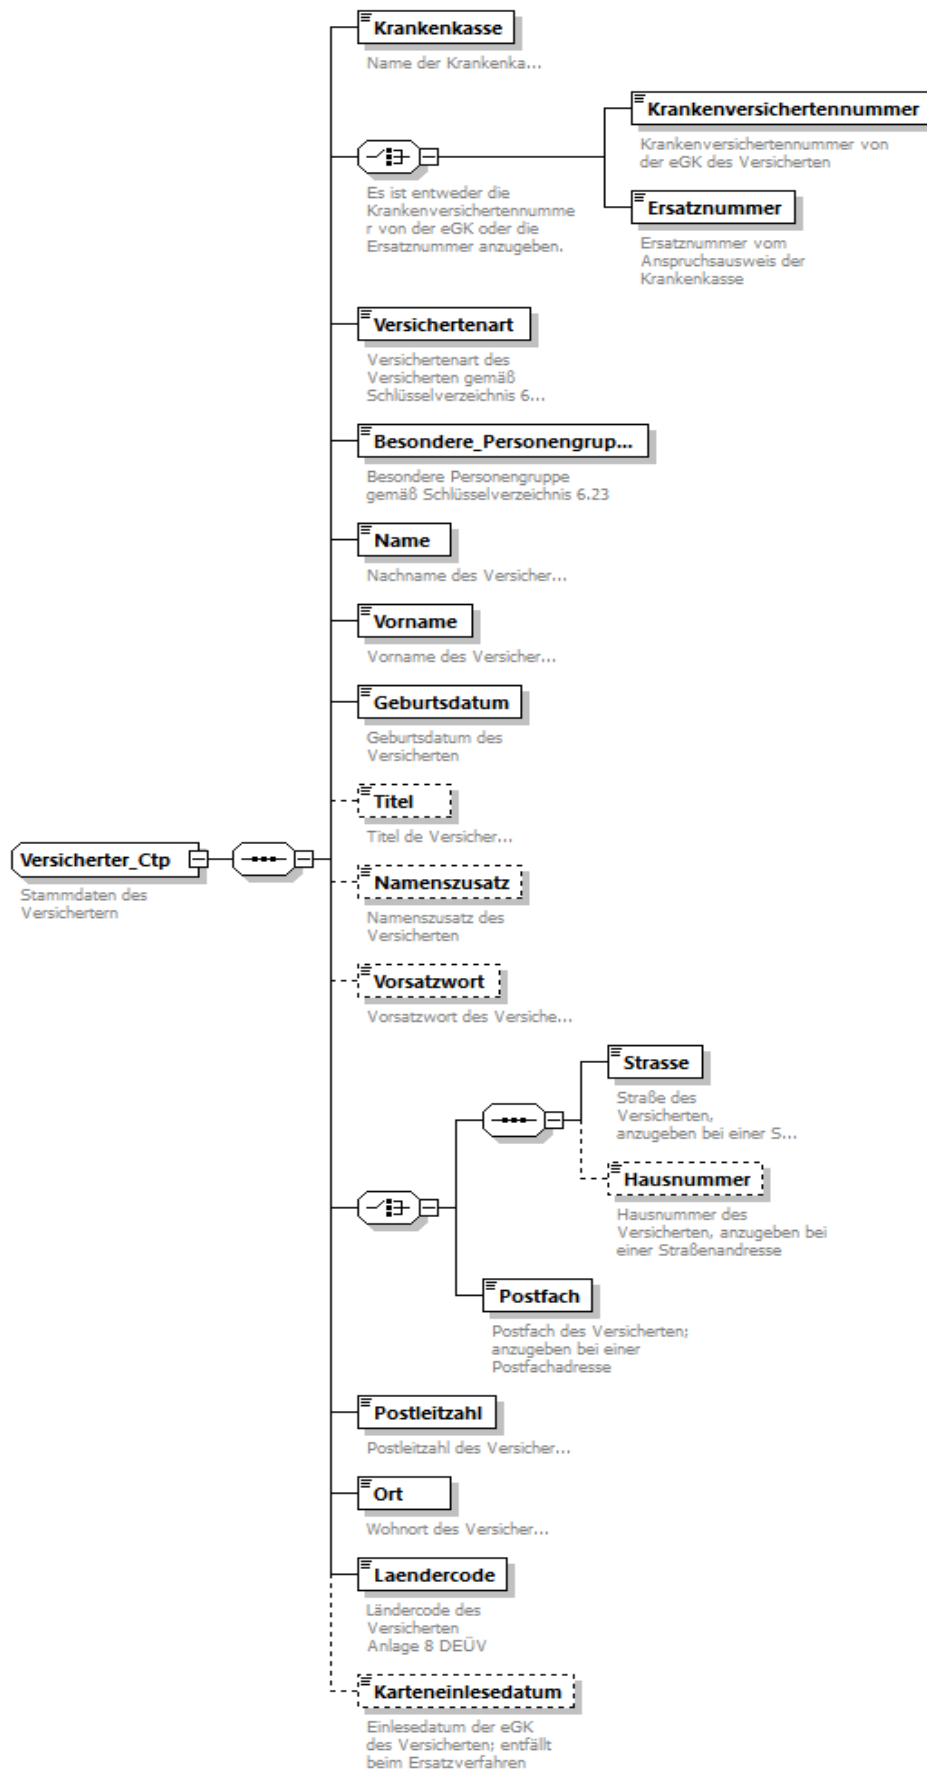 Krankenkasse
Name der Krankenka...
Krankenversichertennummer
Krankenversichertennummer von
der eGK des Versicherten
Es ist entweder die
Krankenversichertennumme
r von der eGK oder die
Ersatznummer anzugeben.
Ersatznummer
Ersatznummer vom
Anspruchsausweis der
Krankenkasse
Versichertenart
Versichertenart des
Versicherten gemäß
Schlüsselverzeichnis 6...
Besondere_Personengrup...
Besondere Personengruppe
gemäß Schlüsselverzeichnis 6.23
Name
Nachname des Versicher...
Vorname
Vorname des Versicher...
Geburtsdatum
Geburtsdatum des
Versicherten
Titel
Titel de Versicher...
Versicherter_Ctp
Stammdaten des
Versichertern
Namenszusatz
Namenszusatz des
Versicherten
Vorsatzwort
Vorsatzwort des Versiche...
Strasse
Straße des
Versicherten,
anzugeben bei einer S...
Hausnummer
Hausnummer des
Versicherten, anzugeben bei
einer Straßenandresse
Postfach
Postfach des Versicherten;
anzugeben bei einer
Postfachadresse
Postleitzahl
Postleitzahl des Versicher...
Ort
Wohnort des Versicher...
Laendercode
Ländercode des
Versicherten
Anlage 8 DEÜV
Karteneinlesedatum
Einlesedatum der eGK
des Versicherten; entfällt
beim Ersatzverfahren